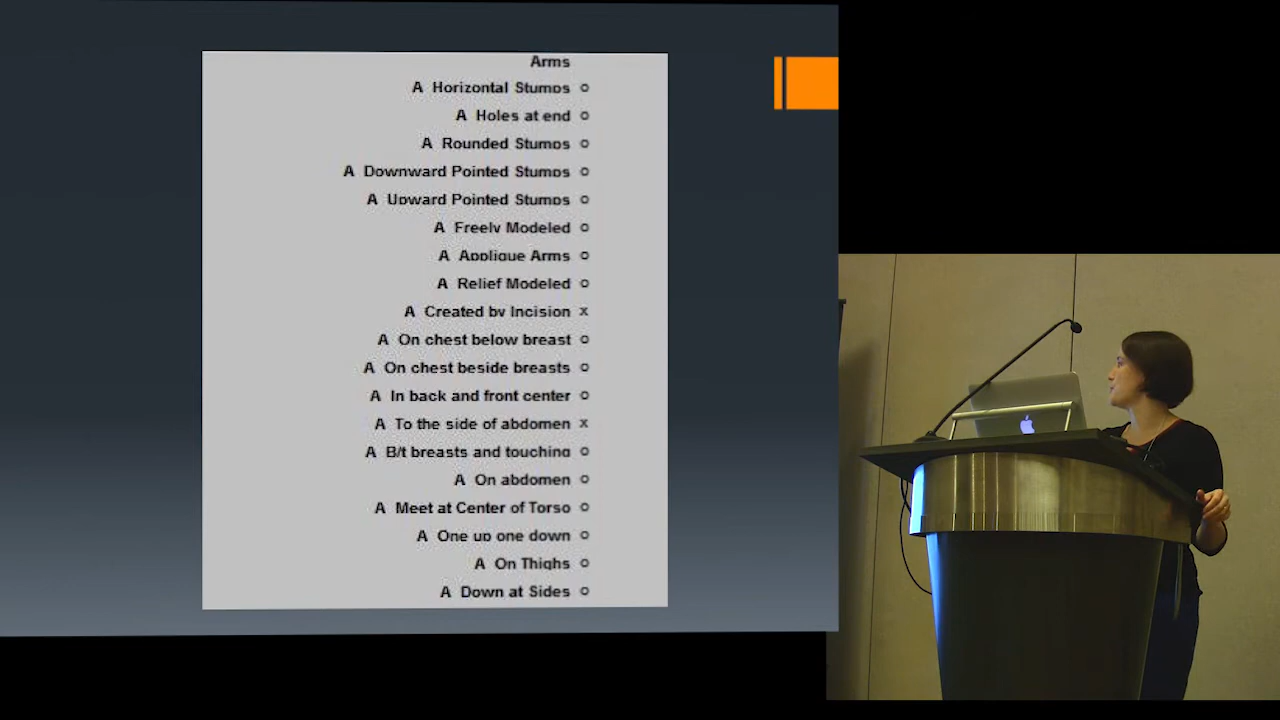 Arms
A Horizontal Stumps o
A Holes at end o
A Rounded Stumps o
A Downward Pointed Stumps o
A Upward Pointed Stumps o
A Freely Modeled o
A Applique Arms o
A Relief Modeled o
A Created by Incision x
A On chest below breast o
A On chest beside breasts o
A In back and front center o
A To the side of abdomen x
A B/t breasts and touching o
A On abdomen o
A Meet at Center of Torso o
A One up one down o
A On Thighs o
A Down at Sides o